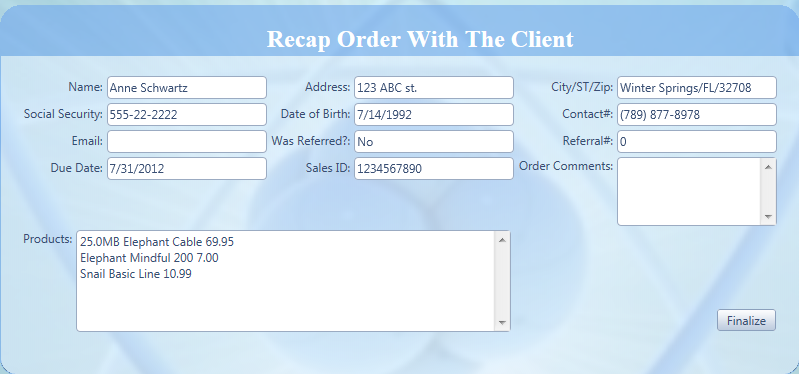 Recap Order With The Client
Name: Anne Schwartz Address: 123 ABC st. City/ST/Zip: Winter Springs/FL/32708
Social Security: 555-22-2222 Date of Birth: 7/14/1992 Contact#: (789) 877-8978
Email: Was Referred?: No Referral#: 0
Due Date: 7/31/2012 Sales ID: 1234567890 Order Comments:
Products: 25.0MB Elephant Cable 69.95
Elephant Mindful 200 7.00
Snail Basic Line 10.99
Finalize